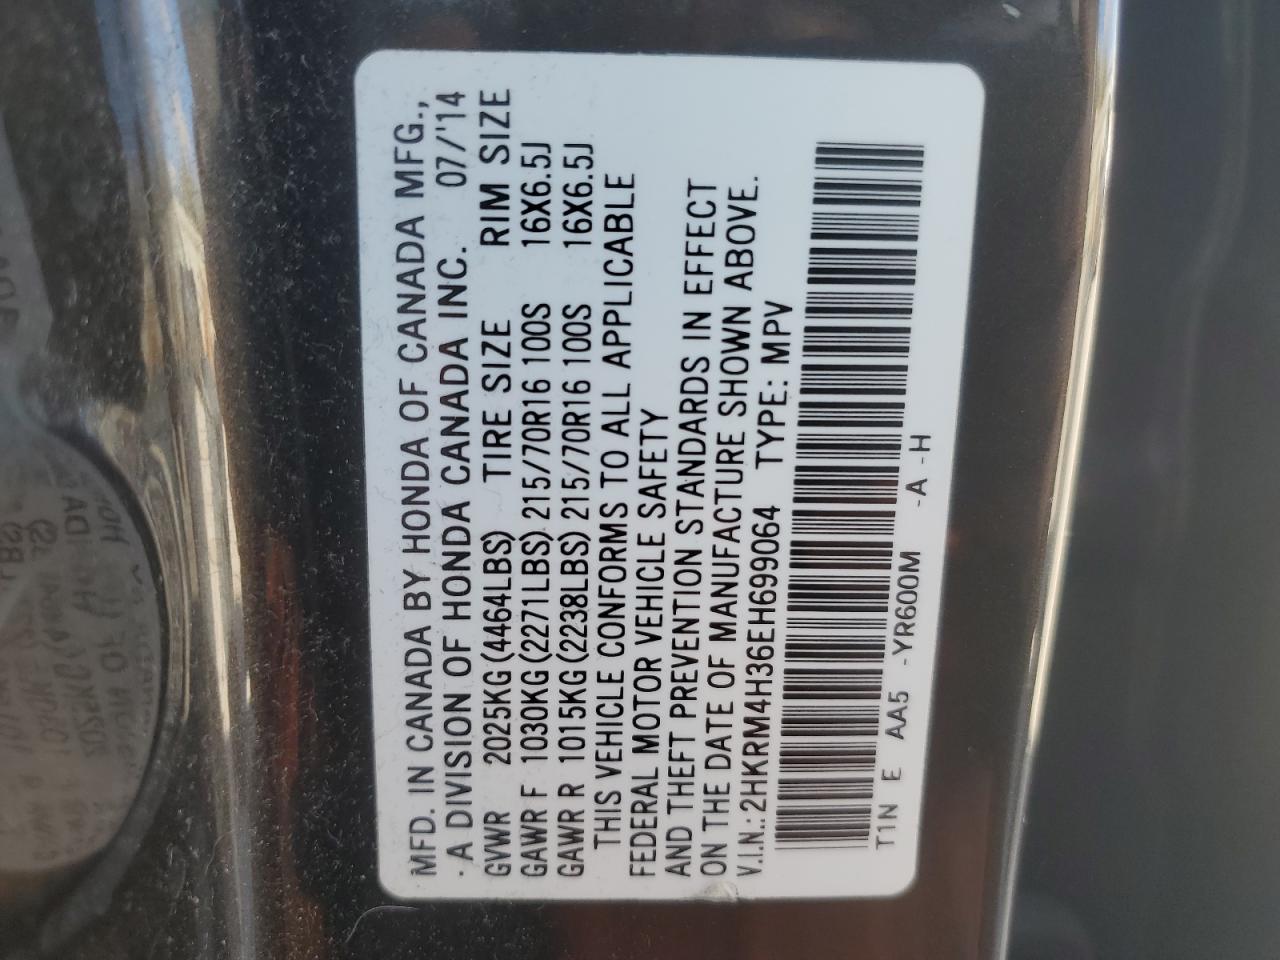 MFD. IN CANADA BY HONDA OF CANADA MFG.,
A DIVISION OF HONDA CANADA INC. 07/'14
GVWR 2025KG(4464LBS) TIRE SIZE RIM SIZE
GAWR F 1030KG(2271LBS) 215/70R16 100S 16X6.5J
GAWR R 1015KG(2238LBS) 215/70R16 100S 16X6.5J
THIS VEHICLE CONFORMS TO ALL APPLICABLE
FEDERAL MOTOR VEHICLE SAFETY
AND THEFT PREVENTION STANDARDS IN EFFECT
ON THE DATE OF MANUFACTURE SHOWN ABOVE.
V.I.N.: 2HKRM4H36EH699064 TYPE: MPV
T1N E AA5 -YR600M -A -H